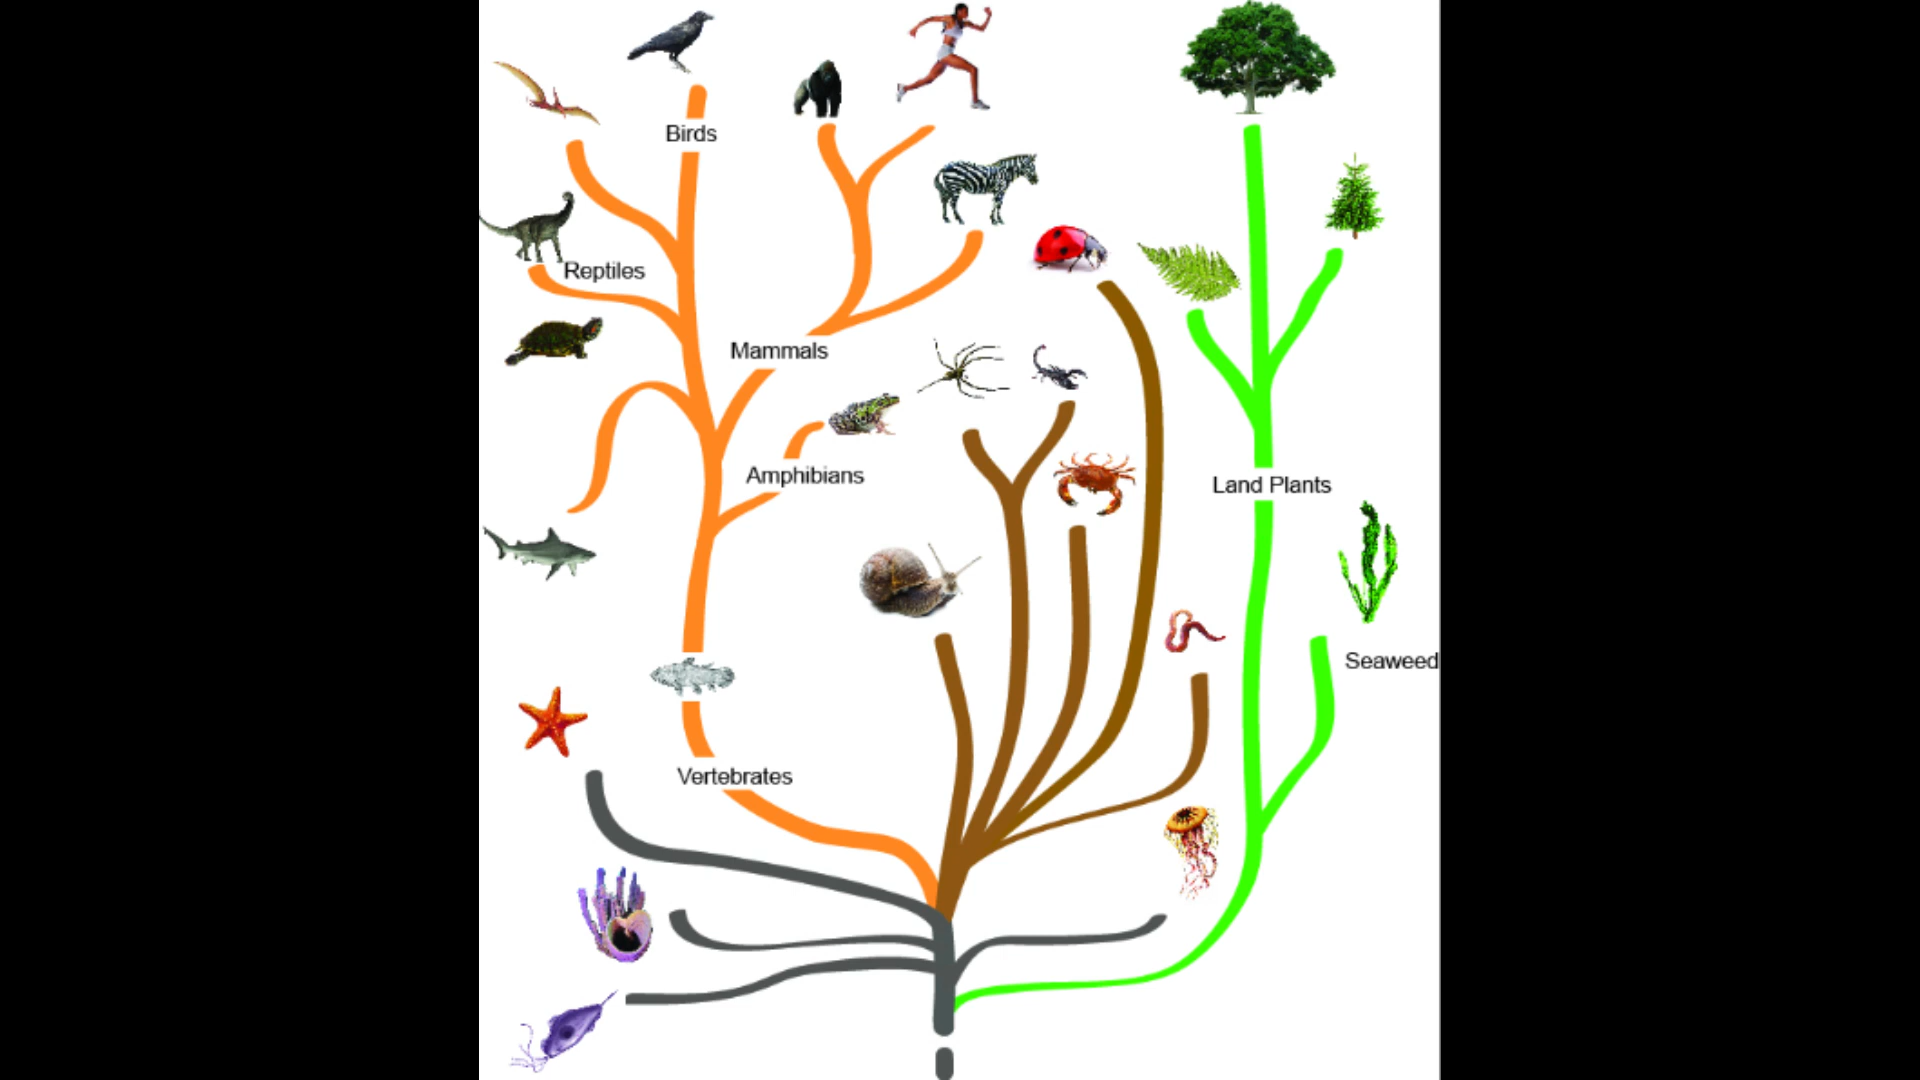 Birds
Reptiles
Mammals
Amphibians
Land Plants
Seaweed
Vertebrates